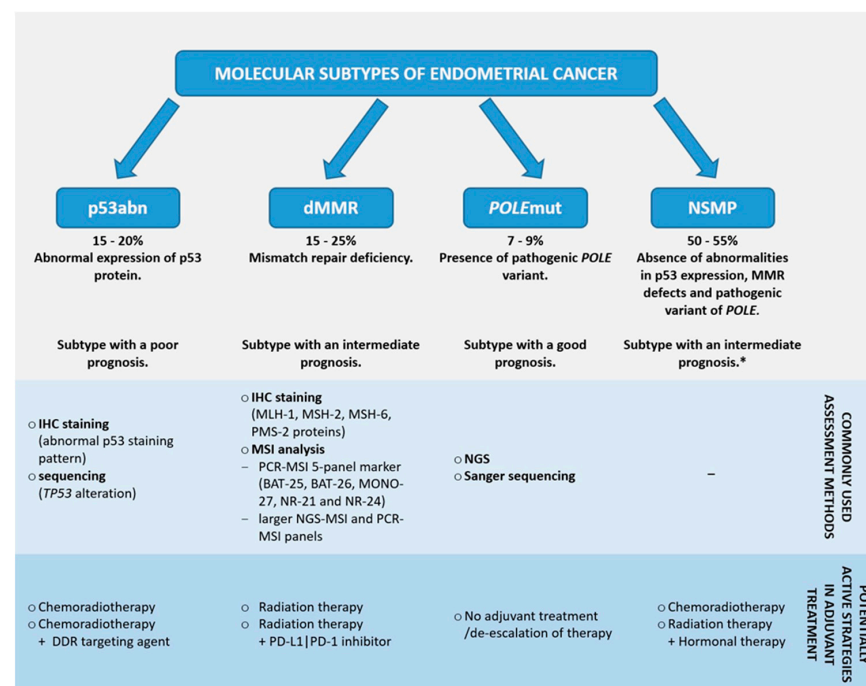 MOLECULAR SUBTYPES OF ENDOMETRIAL CANCER
p53abn
15 - 20%
Abnormal expression of p53
protein.
Subtype with a poor
prognosis.
dMMR
15 - 25%
Mismatch repair deficiency.
Subtype with an intermediate
prognosis.
POLEmut
7 - 9%
Presence of pathogenic POLE
variant.
Subtype with a good
prognosis.
NSMP
50 - 55%
Absence of abnormalities
in p53 expression, MMR
defects and pathogenic
variant of POLE.
Subtype with an intermediate
prognosis.*
○ IHC staining
(abnormal p53 staining
pattern)
○ sequencing
(TP53 alteration)
○ IHC staining
(MLH-1, MSH-2, MSH-6,
PMS-2 proteins)
○ MSI analysis
– PCR-MSI 5-panel marker
(BAT-25, BAT-26, MONO-
27, NR-21 and NR-24)
– larger NGS-MSI and PCR-
MSI panels
○ NGS
○ Sanger sequencing
–
COMMONLY USED
ASSESSMENT METHODS
○ Chemoradiotherapy
○ Chemoradiotherapy
+ DDR targeting agent
○ Radiation therapy
○ Radiation therapy
+ PD-L1|PD-1 inhibitor
○ No adjuvant treatment
/de-escalation of therapy
○ Chemoradiotherapy
○ Radiation therapy
+ Hormonal therapy
POTENTIALLY
ACTIVE STRATEGIES
IN ADJUVANT
TREATMENT